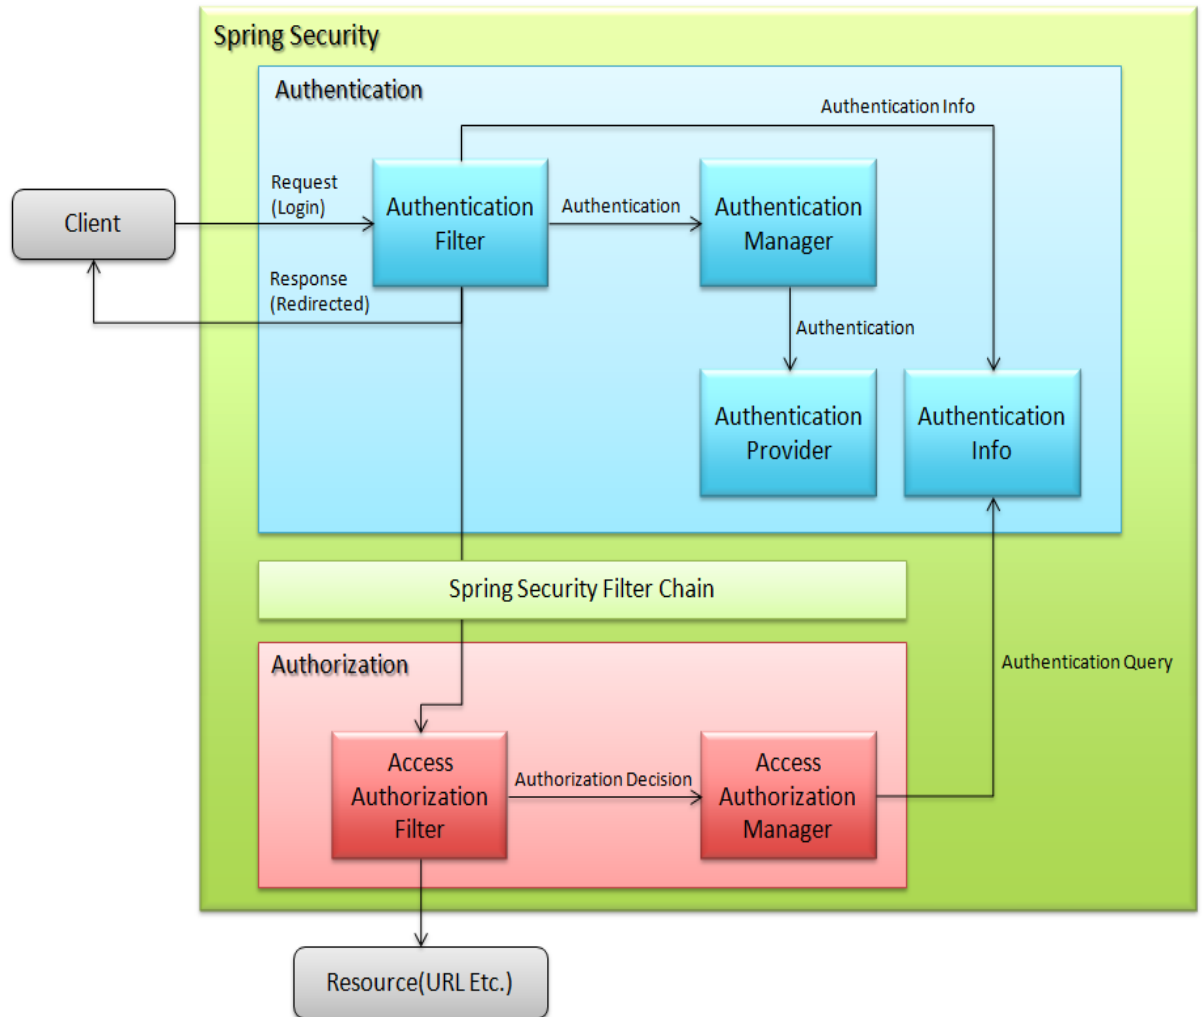 Spring Security
Authentication
Authentication Info
Request
(Login)
Client
Authentication
Filter
Authentication
Authentication
Manager
Response
(Redirected)
Authentication
Authentication
Provider
Authentication
Info
Spring Security Filter Chain
Authorization
Authentication Query
Access
Authorization
Filter
Authorization Decision
Access
Authorization
Manager
Resource(URL Etc.)